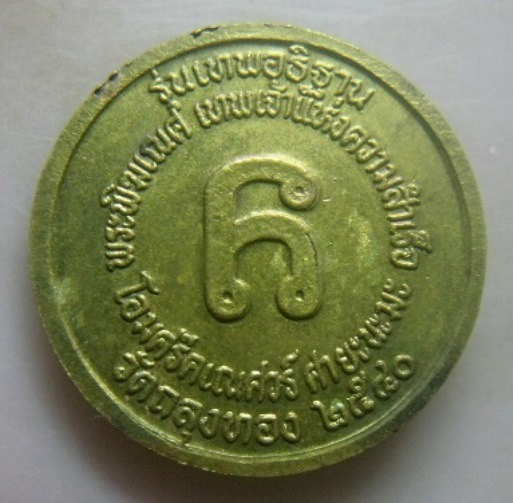 รุ่นเทพอธิฐาน
พระพิฆเนศ เทพเจ้าแห่งความสำเร็จ
ค
โอมศรีคเณศวร์ ศายะนะมะ
วัดถลุงทอง ๒๕๔๐